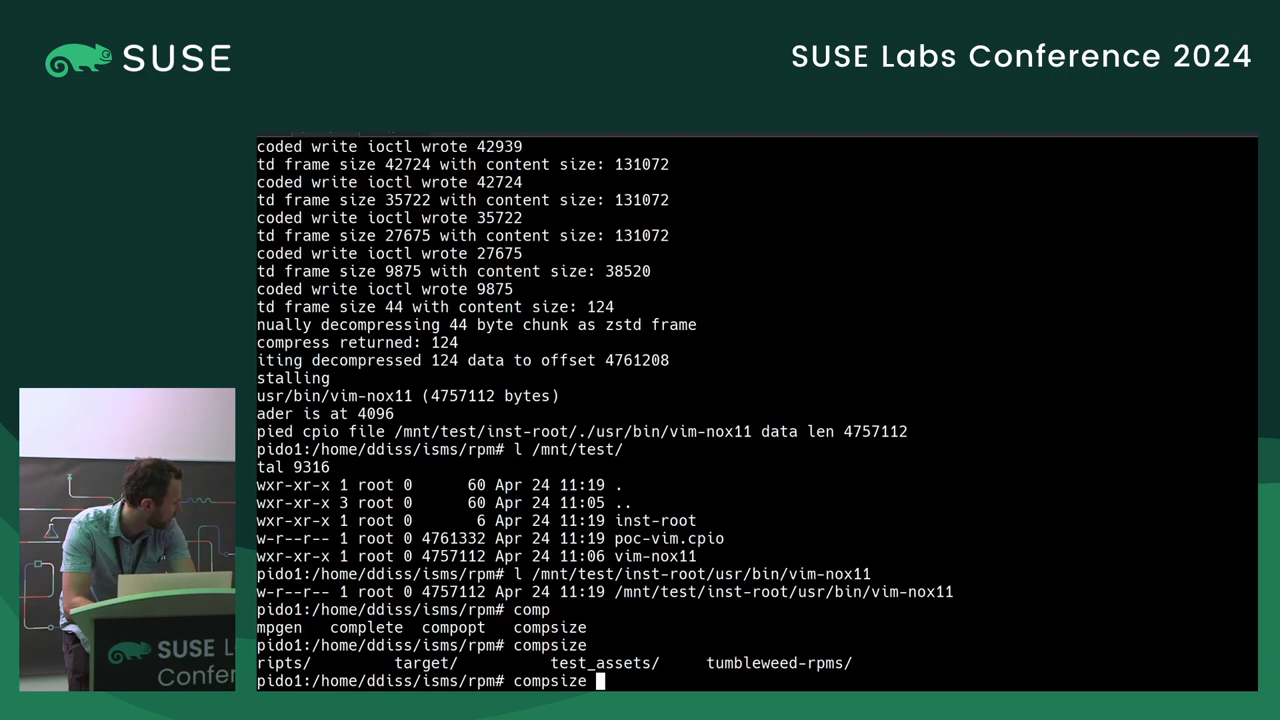 SUSE
SUSE Labs Conference 2024
coded write ioctl wrote 42939
td frame size 42724 with content size: 131072
coded write ioctl wrote 42724
td frame size 35722 with content size: 131072
coded write ioctl wrote 35722
td frame size 27675 with content size: 131072
coded write ioctl wrote 27675
td frame size 9875 with content size: 38520
coded write ioctl wrote 9875
td frame size 44 with content size: 124
nually decompressing 44 byte chunk as zstd frame
compress returned: 124
iting decompressed 124 data to offset 4761208
stalling
usr/bin/vim-nox11 (4757112 bytes)
ader is at 4096
pied cpio file /mnt/test/inst-root/./usr/bin/vim-nox11 data len 4757112
pido1:/home/ddiss/isms/rpm# l /mnt/test/
tal 9316
wxr-xr-x 1 root 0      60 Apr 24 11:19 .
wxr-xr-x 3 root 0      60 Apr 24 11:05 ..
wxr-xr-x 1 root 0       6 Apr 24 11:19 inst-root
w-r--r-- 1 root 0 4761332 Apr 24 11:19 poc-vim.cpio
wxr-xr-x 1 root 0 4757112 Apr 24 11:06 vim-nox11
pido1:/home/ddiss/isms/rpm# l /mnt/test/inst-root/usr/bin/vim-nox11
w-r--r-- 1 root 0 4757112 Apr 24 11:19 /mnt/test/inst-root/usr/bin/vim-nox11
pido1:/home/ddiss/isms/rpm# comp
mpgen   complete  compopt   compsize
pido1:/home/ddiss/isms/rpm# compsize
ripts/         target/          test_assets/     tumbleweed-rpms/
pido1:/home/ddiss/isms/rpm# compsize
SUSE La
Confer